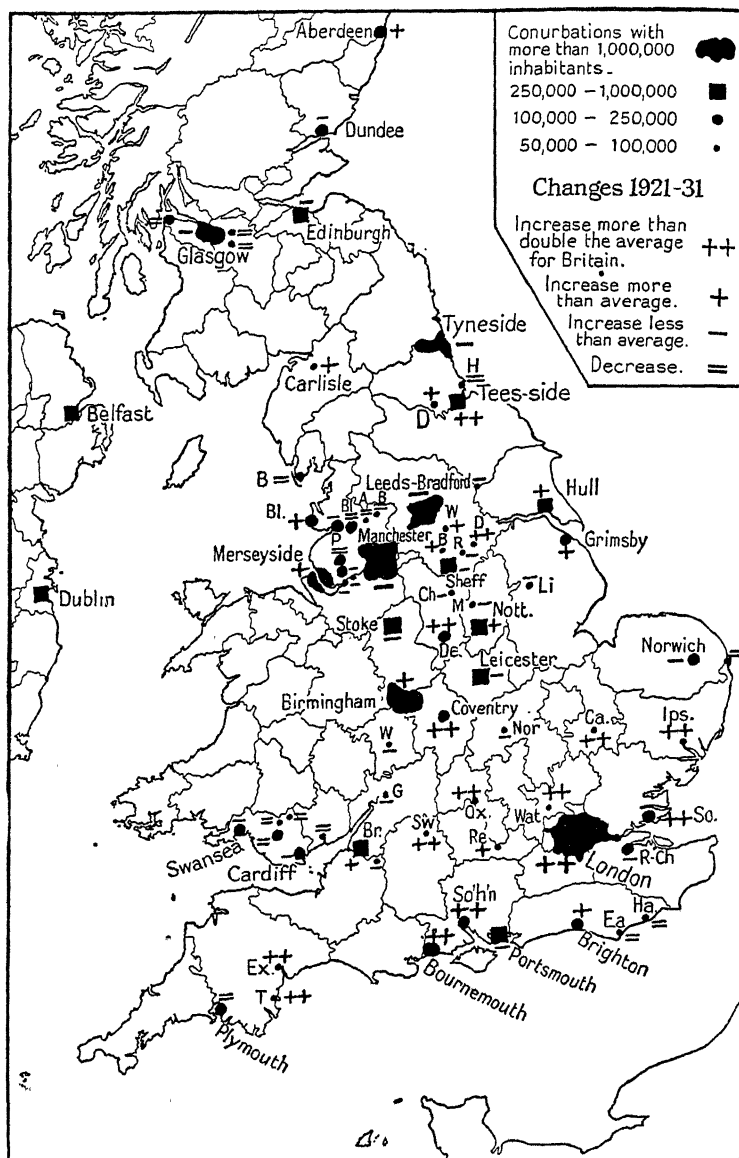 Conurbations with
more than 1,000,000
inhabitants.
250,000 – 1,000,000
100,000 – 250,000
50,000 – 100,000
Changes 1921-31
Increase more than
double the average
for Britain.
++
Increase more
than average.
+
Increase less
than average.
–
Decrease.
=
Aberdeen +
– Dundee
– Edinburgh
Glasgow
Tyneside –
H =
Carlisle +
Tees-side ++
+ D
Belfast
B =
Leeds-Bradford –
+ Hull
Bl. +
Bl
A
B
W +
D ++
P
Manchester –
B +
R –
Grimsby +
Merseyside +
Sheff
Dublin
Ch –
M –
– Li
Stoke –
Nott. +
++ De.
Leicester –
Norwich –
=
Birmingham +
Coventry ++
W –
– Nor
Ca. ++
Ips. ++
G –
++ Ox.
++ Wat
++ So.
Swansea
Cardiff –
Br. +
Sw ++
Re +
London ++
– R-Ch
So'h'n ++
Ha. =
Ea =
+ Brighton
Portsmouth –
++ Bournemouth
++ Ex.
T ++
= Plymouth